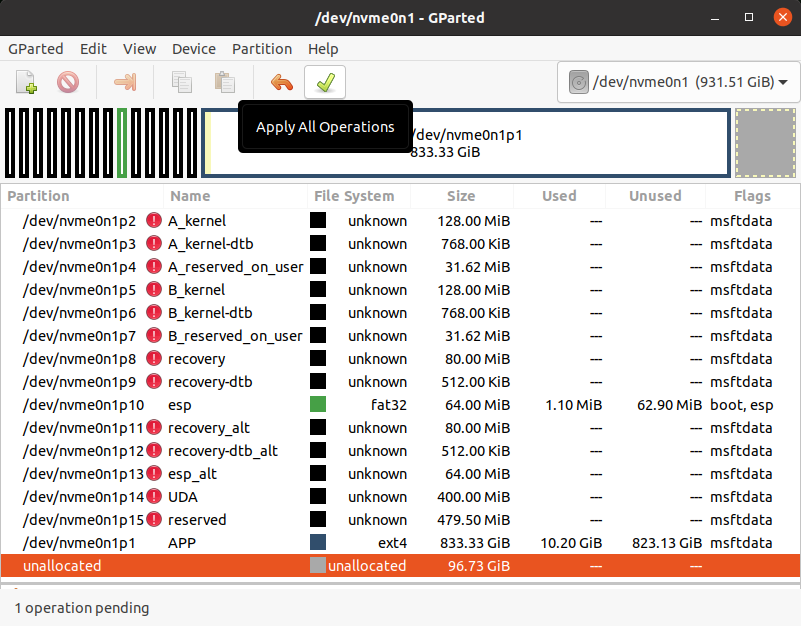 /dev/nvme0n1 - GParted
GParted Edit View Device Partition Help
/dev/nvme0n1 (931.51 GiB)
Apply All Operations
/dev/nvme0n1p1
833.33 GiB
Partition Name File System Size Used Unused Flags
/dev/nvme0n1p2 A_kernel unknown 128.00 MiB --- --- msftdata
/dev/nvme0n1p3 A_kernel-dtb unknown 768.00 KiB --- --- msftdata
/dev/nvme0n1p4 A_reserved_on_user unknown 31.62 MiB --- --- msftdata
/dev/nvme0n1p5 B_kernel unknown 128.00 MiB --- --- msftdata
/dev/nvme0n1p6 B_kernel-dtb unknown 768.00 KiB --- --- msftdata
/dev/nvme0n1p7 B_reserved_on_user unknown 31.62 MiB --- --- msftdata
/dev/nvme0n1p8 recovery unknown 80.00 MiB --- --- msftdata
/dev/nvme0n1p9 recovery-dtb unknown 512.00 KiB --- --- msftdata
/dev/nvme0n1p10 esp fat32 64.00 MiB 1.10 MiB 62.90 MiB boot, esp
/dev/nvme0n1p11 recovery_alt unknown 80.00 MiB --- --- msftdata
/dev/nvme0n1p12 recovery-dtb_alt unknown 512.00 KiB --- --- msftdata
/dev/nvme0n1p13 esp_alt unknown 64.00 MiB --- --- msftdata
/dev/nvme0n1p14 UDA unknown 400.00 MiB --- --- msftdata
/dev/nvme0n1p15 reserved unknown 479.50 MiB --- --- msftdata
/dev/nvme0n1p1 APP ext4 833.33 GiB 10.20 GiB 823.13 GiB msftdata
unallocated unallocated 96.73 GiB --- ---
1 operation pending